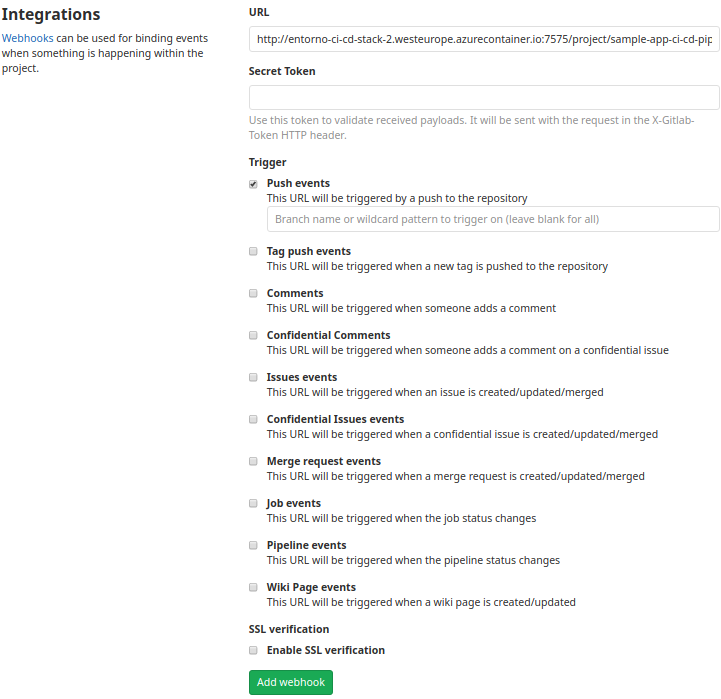 Integrations
Webhooks can be used for binding events
when something is happening within the
project.
URL
http://entorno-ci-cd-stack-2.westeurope.azurecontainer.io:7575/project/sample-app-ci-cd-pip
Secret Token
Use this token to validate received payloads. It will be sent with the request in the X-Gitlab-
Token HTTP header.
Trigger
Push events
This URL will be triggered by a push to the repository
Branch name or wildcard pattern to trigger on (leave blank for all)
Tag push events
This URL will be triggered when a new tag is pushed to the repository
Comments
This URL will be triggered when someone adds a comment
Confidential Comments
This URL will be triggered when someone adds a comment on a confidential issue
Issues events
This URL will be triggered when an issue is created/updated/merged
Confidential Issues events
This URL will be triggered when a confidential issue is created/updated/merged
Merge request events
This URL will be triggered when a merge request is created/updated/merged
Job events
This URL will be triggered when the job status changes
Pipeline events
This URL will be triggered when the pipeline status changes
Wiki Page events
This URL will be triggered when a wiki page is created/updated
SSL verification
Enable SSL verification
Add webhook